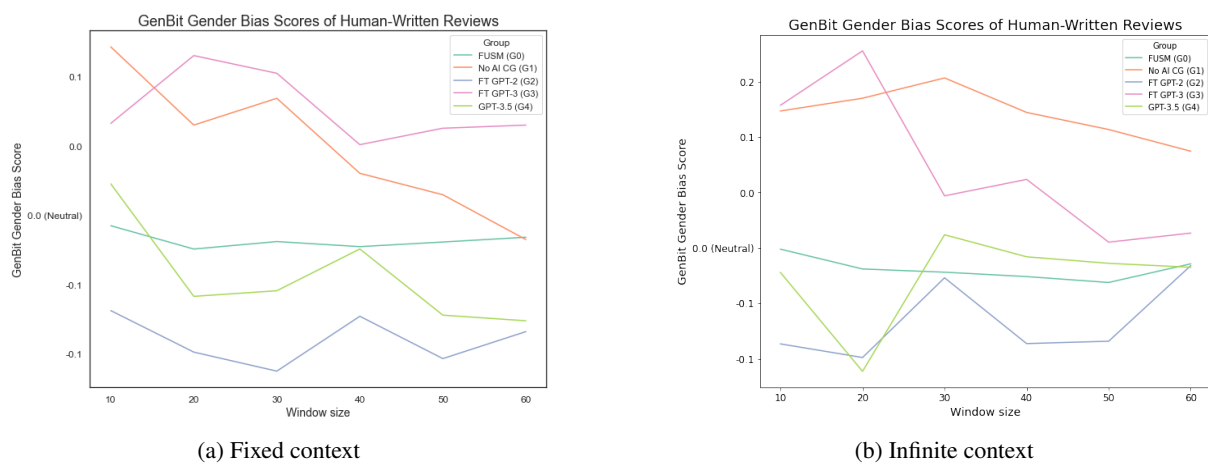 GenBit Gender Bias Scores of Human-Written Reviews
Group
FUSM (G0)
No AI CG (G1)
FT GPT-2 (G2)
FT GPT-3 (G3)
GPT-3.5 (G4)
GenBit Gender Bias Score
0.1
0.0
0.0 (Neutral)
-0.1
-0.1
10 20 30 40 50 60
Window size
(a) Fixed context
GenBit Gender Bias Scores of Human-Written Reviews
Group
FUSM (G0)
No AI CG (G1)
FT GPT-2 (G2)
FT GPT-3 (G3)
GPT-3.5 (G4)
GenBit Gender Bias Score
0.2
0.1
0.0
0.0 (Neutral)
-0.1
-0.1
10 20 30 40 50 60
Window size
(b) Infinite context